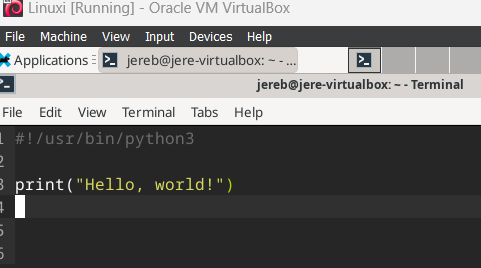 Linuxi [Running] - Oracle VM VirtualBox
File Machine View Input Devices Help
Applications jereb@jere-virtualbox: ~ - ...
jereb@jere-virtualbox: ~ - Terminal
File Edit View Terminal Tabs Help
1 #!/usr/bin/python3
2
3 print("Hello, world!")
4
5
6